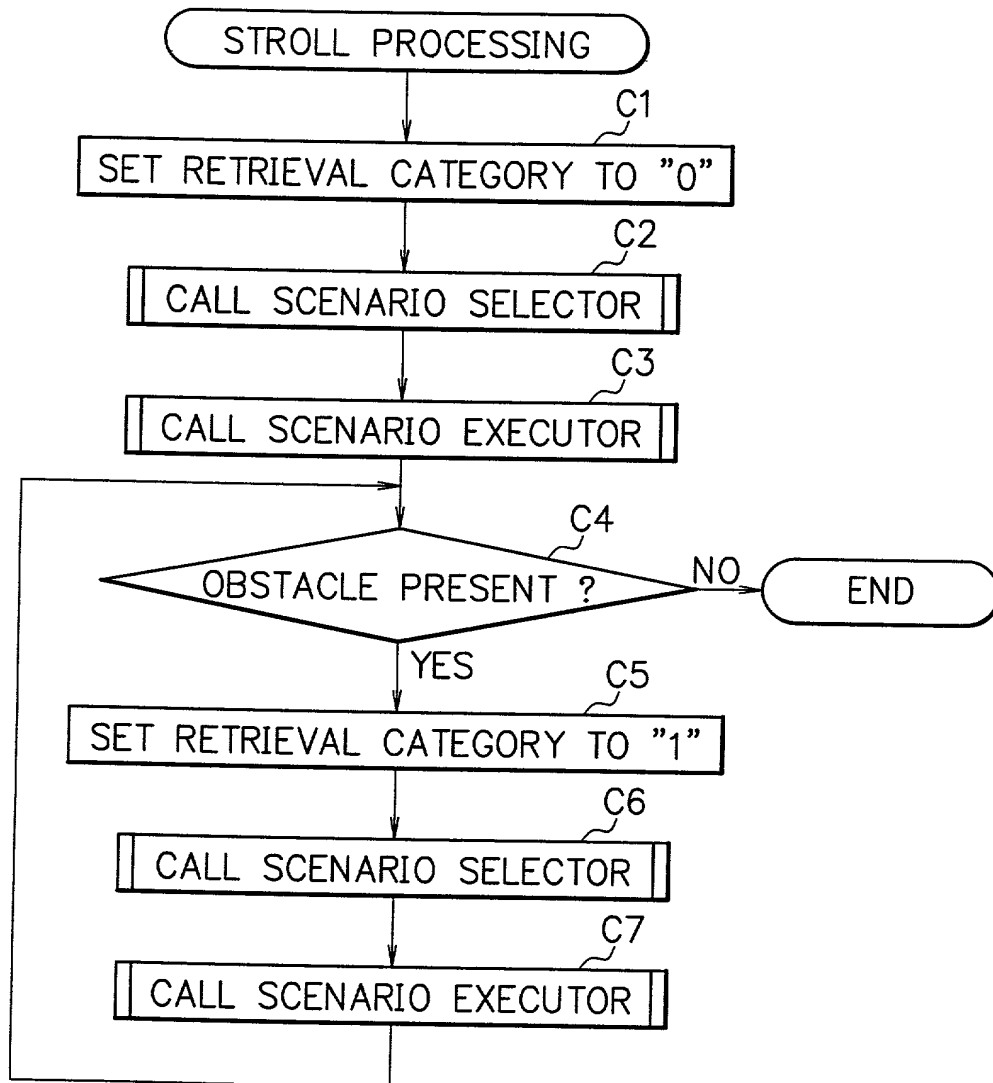 STROLL PROCESSING
C1
SET RETRIEVAL CATEGORY TO "0"
C2
CALL SCENARIO SELECTOR
C3
CALL SCENARIO EXECUTOR
C4
OBSTACLE PRESENT ?
NO
END
YES
C5
SET RETRIEVAL CATEGORY TO "1"
C6
CALL SCENARIO SELECTOR
C7
CALL SCENARIO EXECUTOR